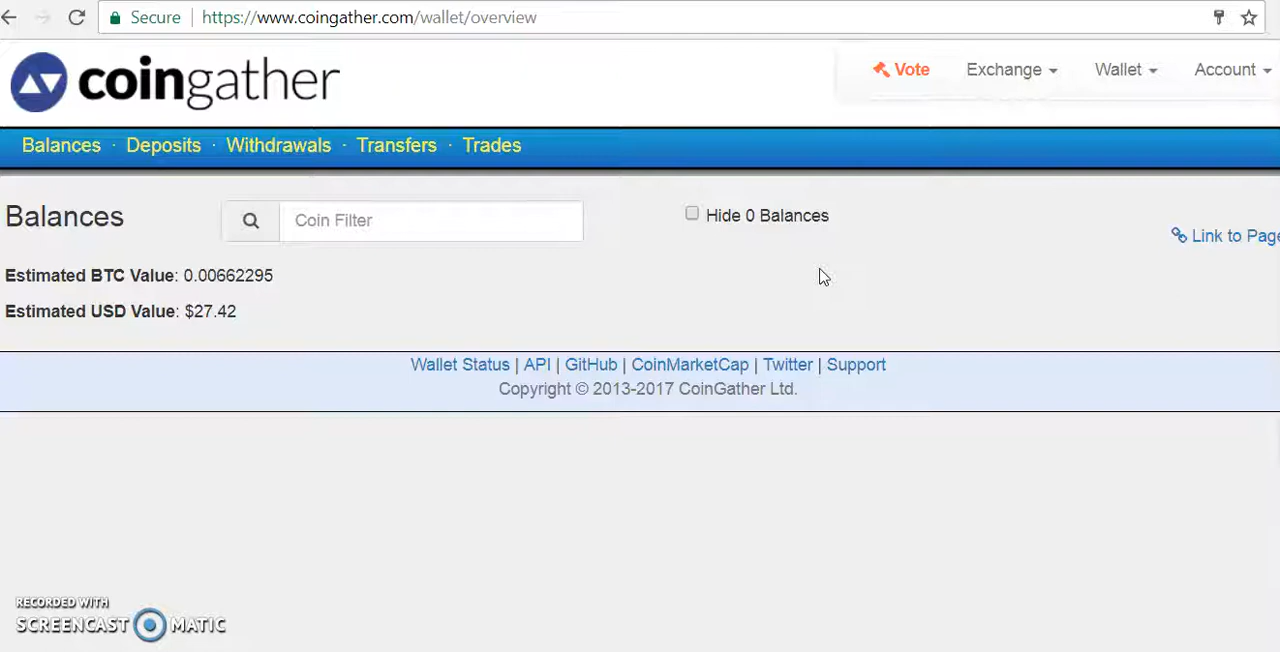 Secure https://www.coingather.com/wallet/overview
coingather
Vote Exchange Wallet Account
Balances · Deposits · Withdrawals · Transfers · Trades
Balances Coin Filter Hide 0 Balances
Link to Page
Estimated BTC Value: 0.00662295
Estimated USD Value: $27.42
Wallet Status | API | GitHub | CoinMarketCap | Twitter | Support
Copyright © 2013-2017 CoinGather Ltd.
RECORDED WITH
SCREENCAST MATIC